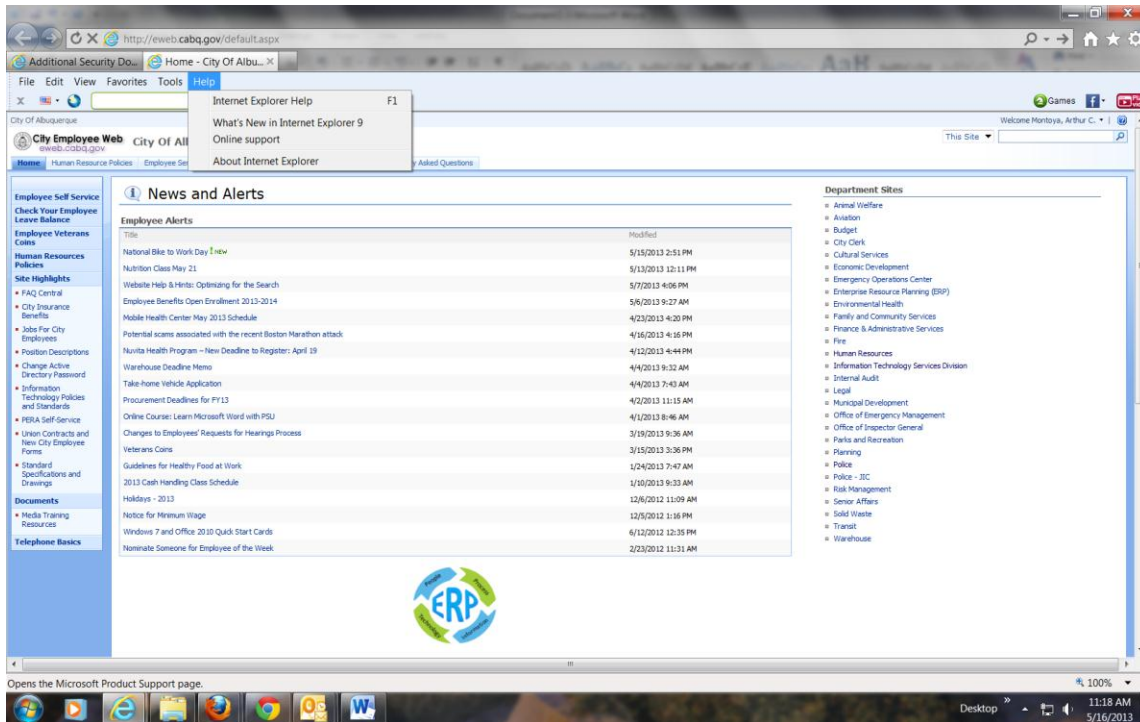 http://eweb.cabq.gov/default.aspx
Additional Security Do...
Home - City Of Albu...
File Edit View Favorites Tools Help
Internet Explorer Help F1
What's New in Internet Explorer 9
Online support
About Internet Explorer
Games
City Of Albuquerque
Welcome Montoya, Arthur C.
City Employee Web
eweb.cabq.gov
City Of Al
This Site
Home Human Resource Policies Employee Ser y Asked Questions
Employee Self Service
Check Your Employee
Leave Balance
Employee Veterans
Coins
Human Resources
Policies
Site Highlights
FAQ Central
City Insurance
Benefits
Jobs For City
Employees
Position Descriptions
Change Active
Directory Password
Information
Technology Policies
and Standards
PERA Self-Service
Union Contracts and
New City Employee
Forms
Standard
Specifications and
Drawings
Documents
Media Training
Resources
Telephone Basics
News and Alerts
Employee Alerts
Title Modified
National Bike to Work Day ! NEW 5/15/2013 2:51 PM
Nutrition Class May 21 5/13/2013 12:11 PM
Website Help & Hints: Optimizing for the Search 5/7/2013 4:06 PM
Employee Benefits Open Enrollment 2013-2014 5/6/2013 9:27 AM
Mobile Health Center May 2013 Schedule 4/23/2013 4:20 PM
Potential scams associated with the recent Boston Marathon attack 4/16/2013 4:16 PM
Nuvita Health Program – New Deadline to Register: April 19 4/12/2013 4:44 PM
Warehouse Deadline Memo 4/4/2013 9:32 AM
Take-home Vehicle Application 4/4/2013 7:43 AM
Procurement Deadlines for FY13 4/2/2013 11:15 AM
Online Course: Learn Microsoft Word with PSU 4/1/2013 8:46 AM
Changes to Employees' Requests for Hearings Process 3/19/2013 9:36 AM
Veterans Coins 3/15/2013 3:36 PM
Guidelines for Healthy Food at Work 1/24/2013 7:47 AM
2013 Cash Handling Class Schedule 1/10/2013 9:33 AM
Holidays - 2013 12/6/2012 11:09 AM
Notice for Minimum Wage 12/5/2012 1:16 PM
Windows 7 and Office 2010 Quick Start Cards 6/12/2012 12:35 PM
Nominate Someone for Employee of the Week 2/23/2012 11:31 AM
People
Process
ERP
Technology
Information
Department Sites
Animal Welfare
Aviation
Budget
City Clerk
Cultural Services
Economic Development
Emergency Operations Center
Enterprise Resource Planning (ERP)
Environmental Health
Family and Community Services
Finance & Administrative Services
Fire
Human Resources
Information Technology Services Division
Internal Audit
Legal
Municipal Development
Office of Emergency Management
Office of Inspector General
Parks and Recreation
Planning
Police
Police - JIC
Risk Management
Senior Affairs
Solid Waste
Transit
Warehouse
Opens the Microsoft Product Support page.
100%
Desktop
11:18 AM
5/16/2013